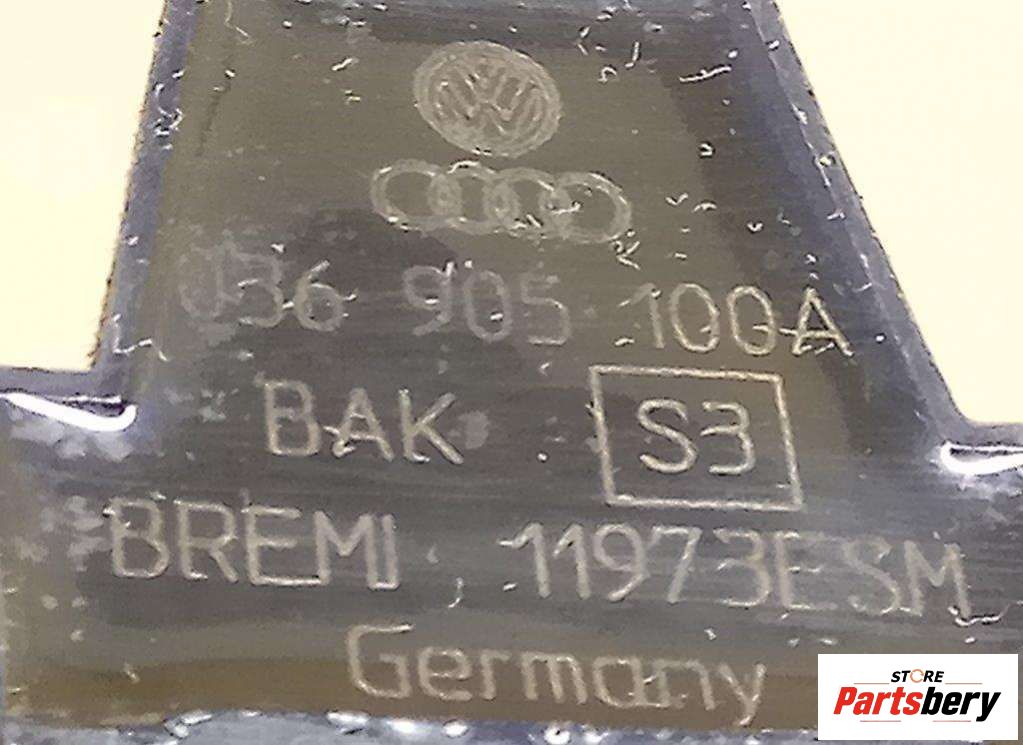 036 905 100A
BAK S3
BREMI 11973ESM
Germany
STORE
Partsbery